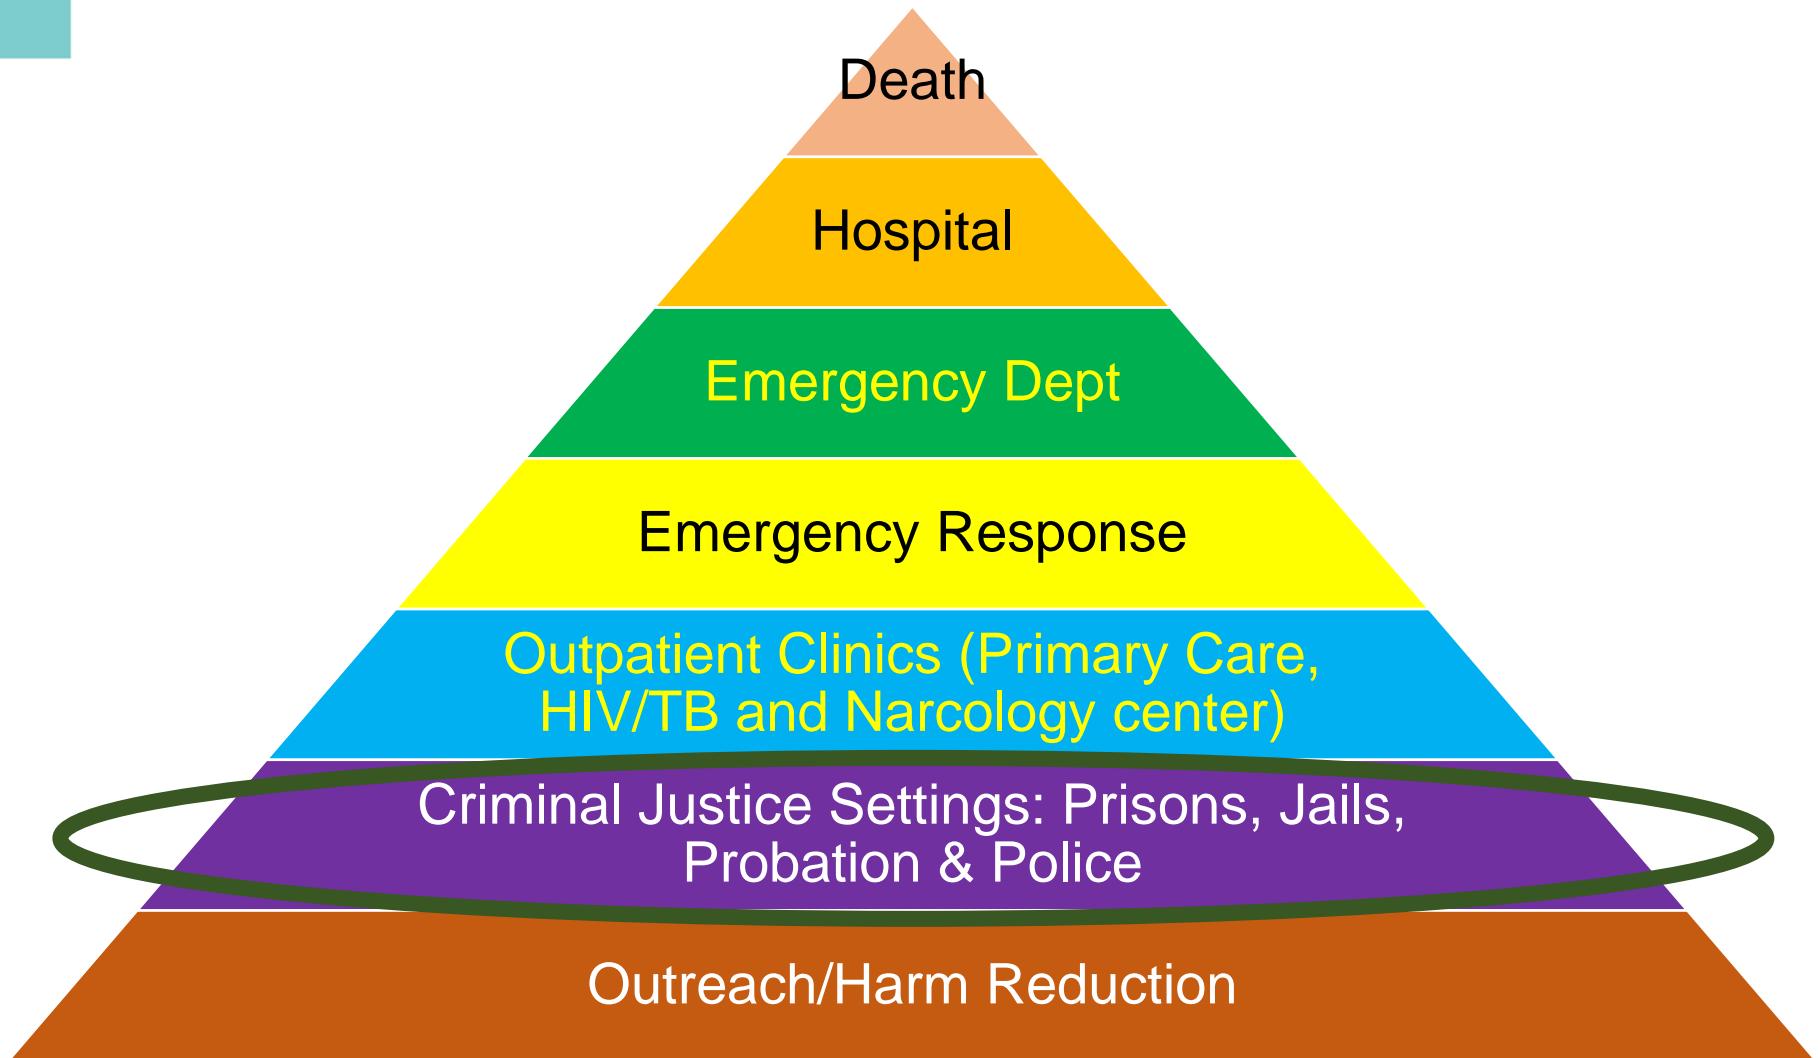 Death
Hospital
Emergency Dept
Emergency Response
Outpatient Clinics (Primary Care,
HIV/TB and Narcology center)
Criminal Justice Settings: Prisons, Jails,
Probation & Police
Outreach/Harm Reduction